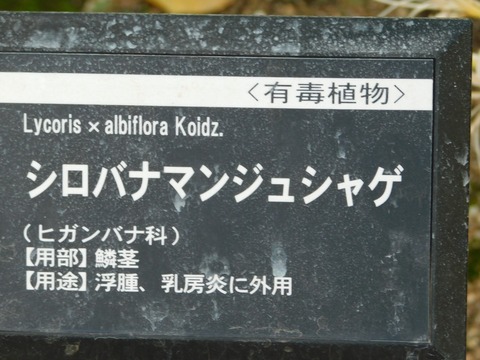 〈有毒植物〉
Lycoris × albiflora Koidz.
シロバナマンジュシャゲ
(ヒガンバナ科)
【用部】鱗茎
【用途】浮腫、乳房炎に外用